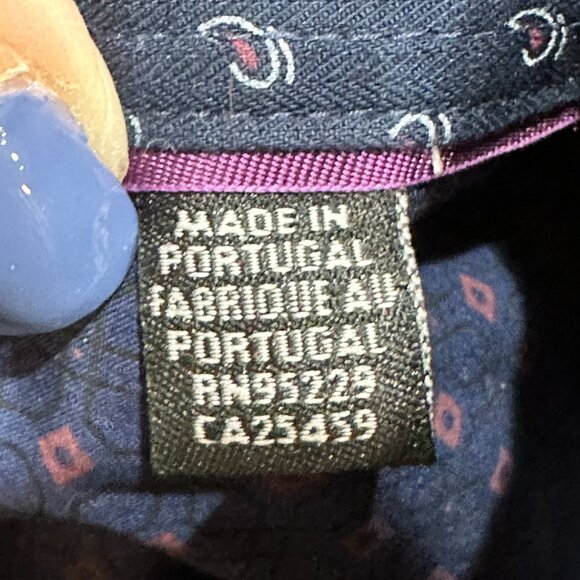 MADE IN
PORTUGAL
FABRIQUE AU
PORTUGAL
RN95229
CA25459